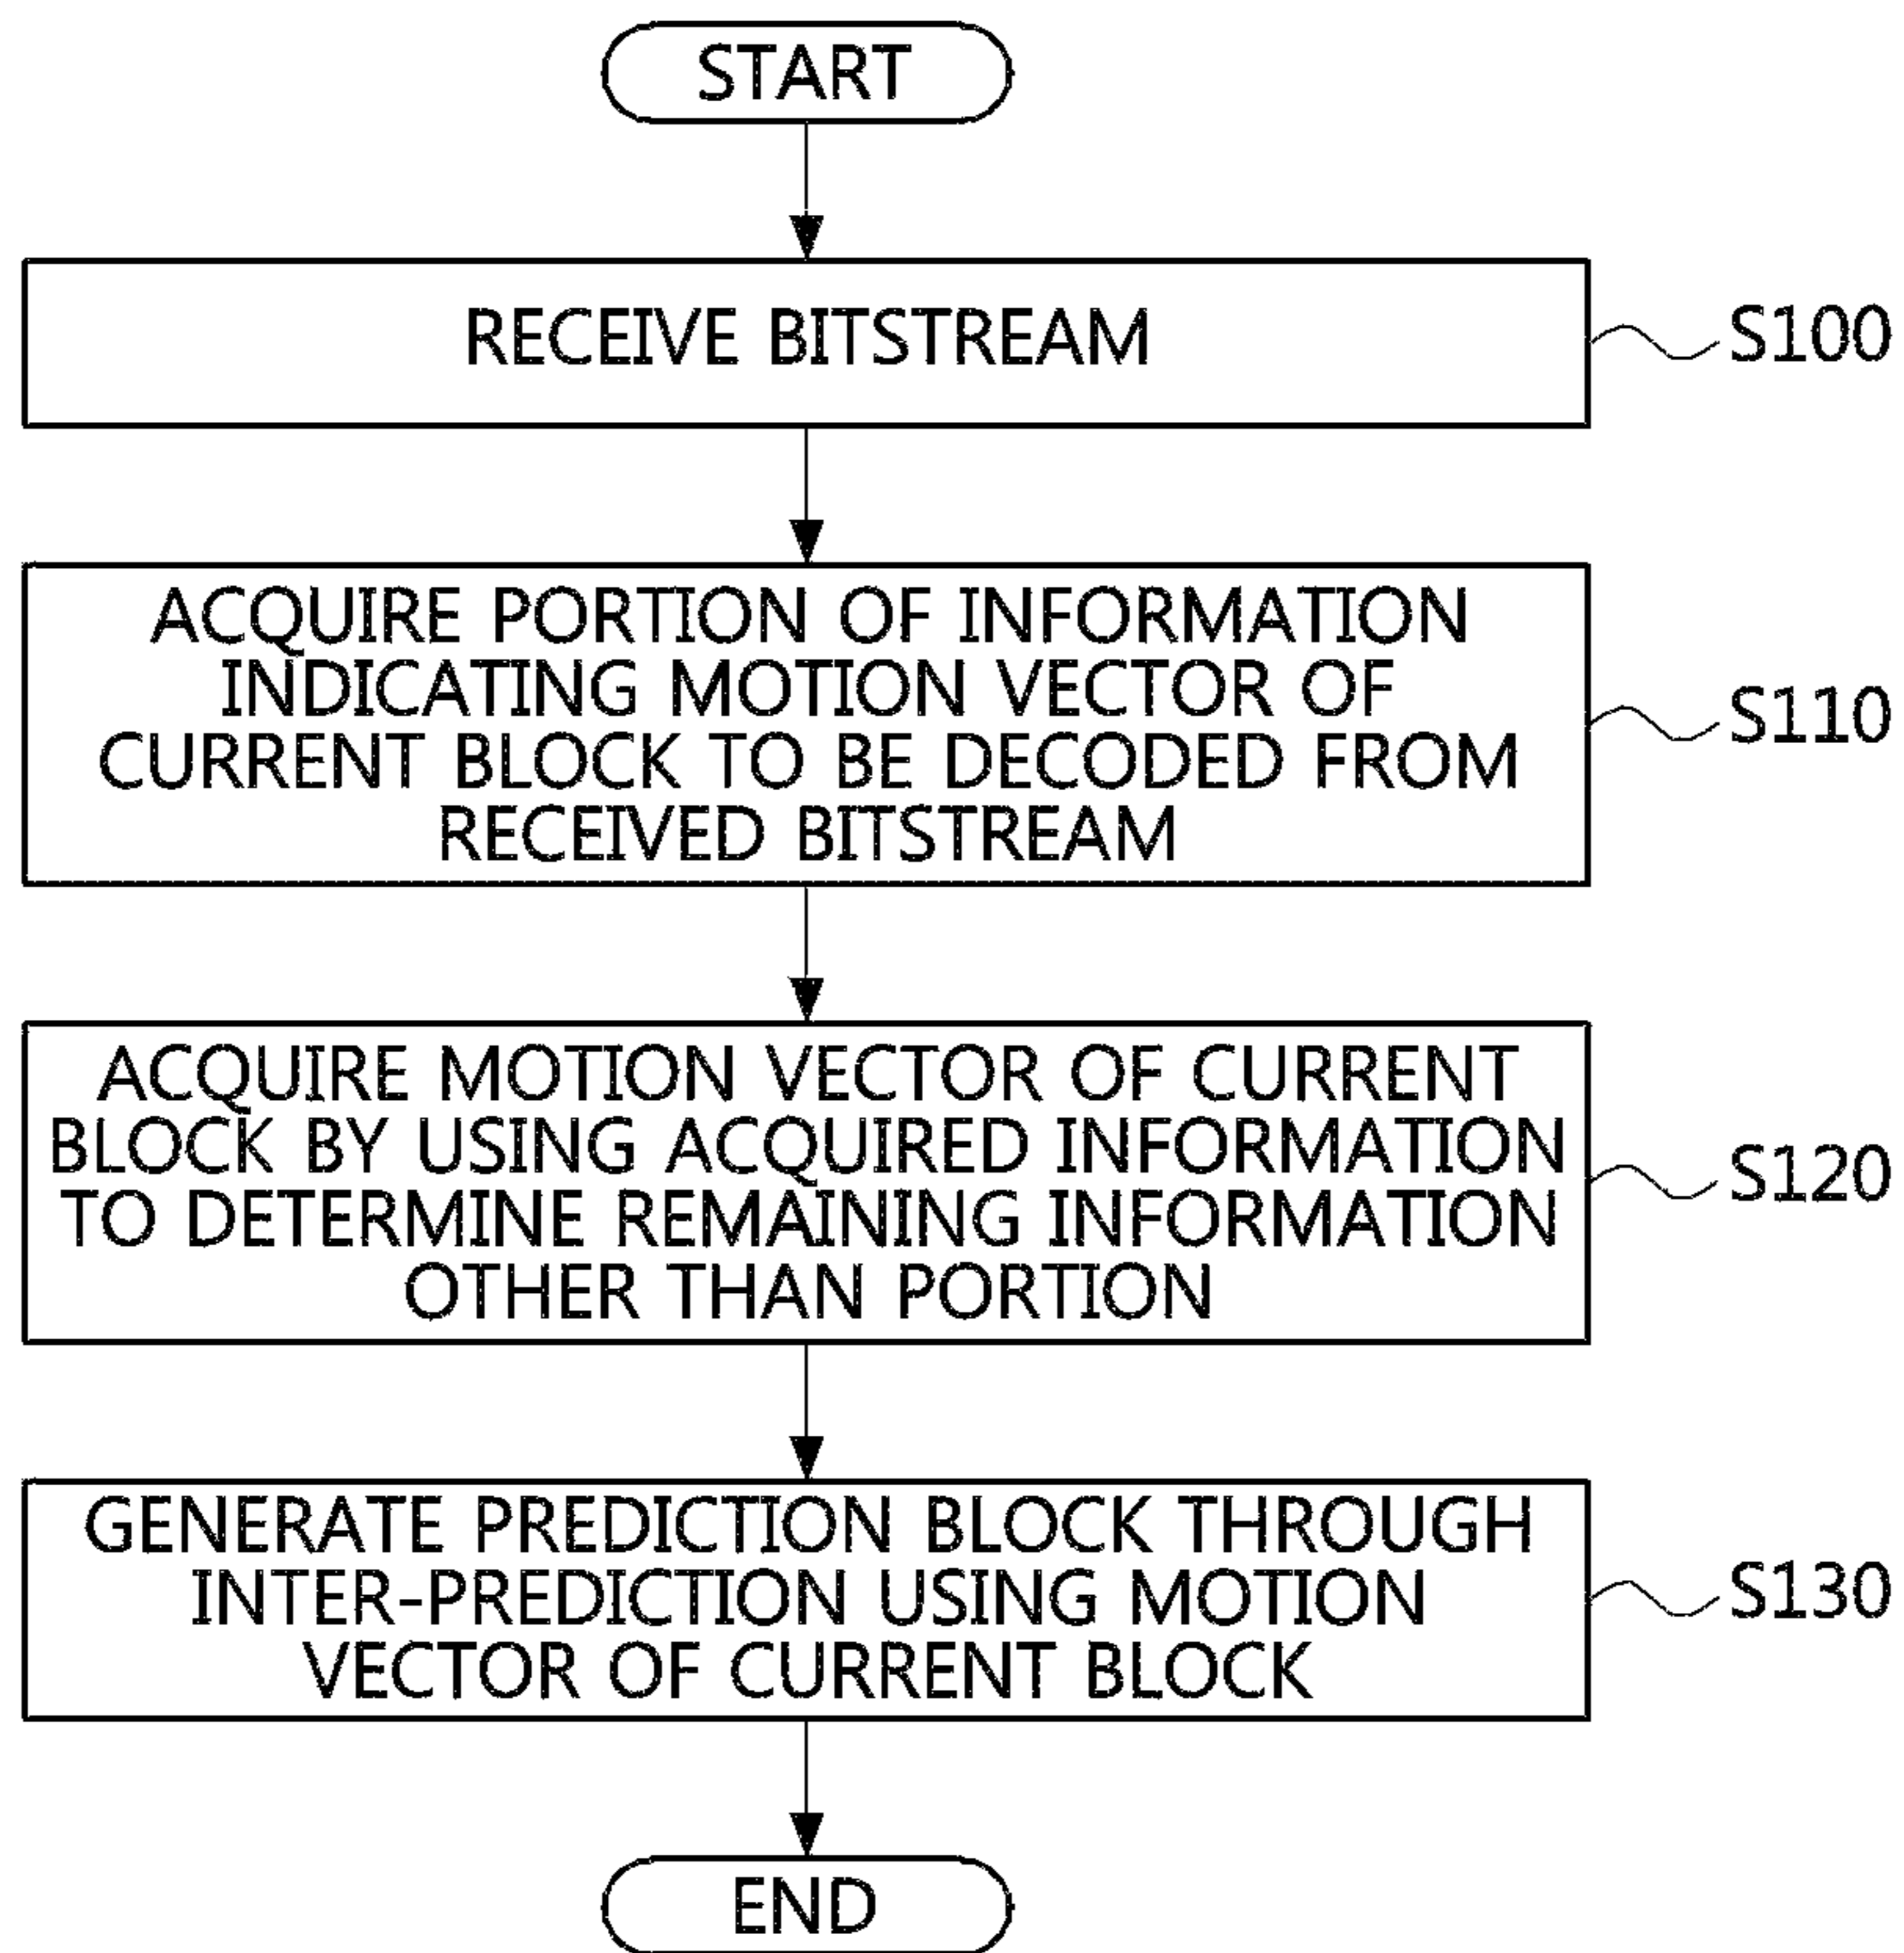 START
RECEIVE BITSTREAM
S100
ACQUIRE PORTION OF INFORMATION
INDICATING MOTION VECTOR OF
CURRENT BLOCK TO BE DECODED FROM
RECEIVED BITSTREAM
S110
ACQUIRE MOTION VECTOR OF CURRENT
BLOCK BY USING ACQUIRED INFORMATION
TO DETERMINE REMAINING INFORMATION
OTHER THAN PORTION
S120
GENERATE PREDICTION BLOCK THROUGH
INTER-PREDICTION USING MOTION
VECTOR OF CURRENT BLOCK
S130
END